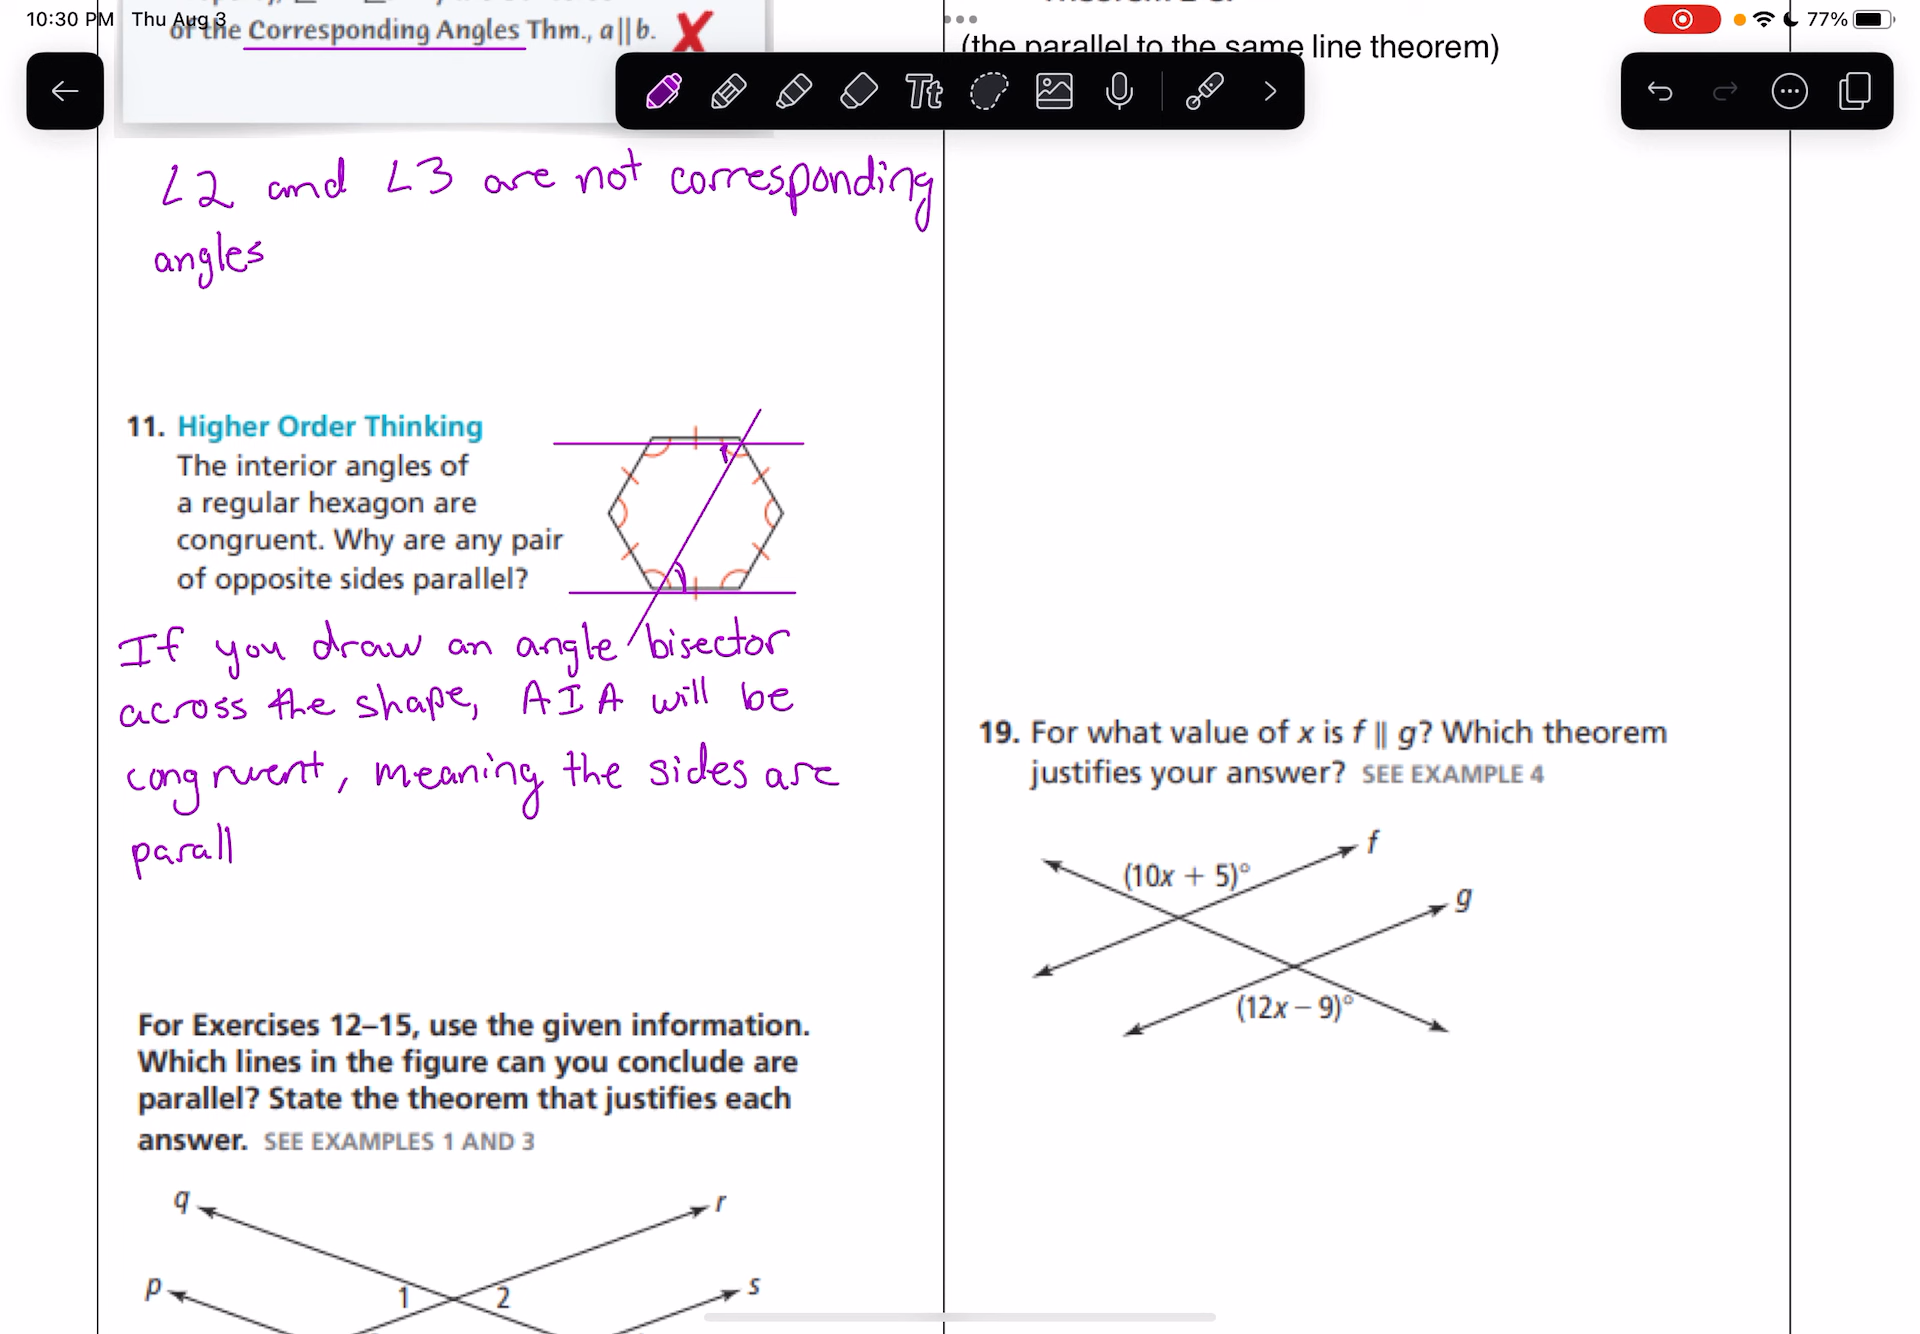 10:30 PM Thu Aug 3
77%
of the Corresponding Angles Thm., a || b.
(the parallel to the same line theorem)
Tt
∠2 and ∠3 are not corresponding
angles
11. Higher Order Thinking
The interior angles of
a regular hexagon are
congruent. Why are any pair
of opposite sides parallel?
If you draw an angle bisector
across the shape, AIA will be
congruent, meaning the sides are
parall
For Exercises 12–15, use the given information.
Which lines in the figure can you conclude are
parallel? State the theorem that justifies each
answer. SEE EXAMPLES 1 AND 3
q
r
p
1
2
s
19. For what value of x is f || g? Which theorem
justifies your answer? SEE EXAMPLE 4
f
(10x + 5)°
g
(12x – 9)°